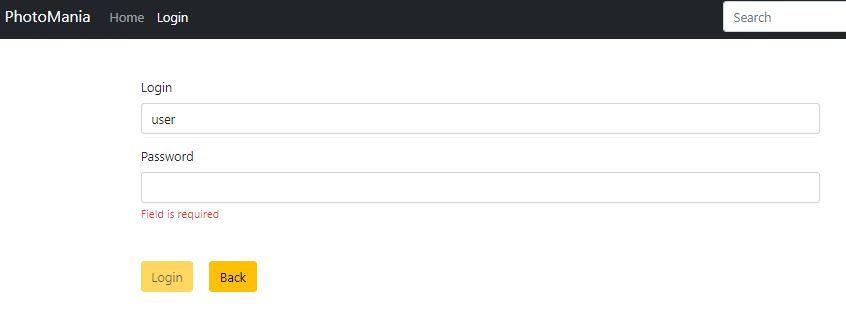 PhotoMania Home Login Search
Login
user
Password
Field is required
Login Back